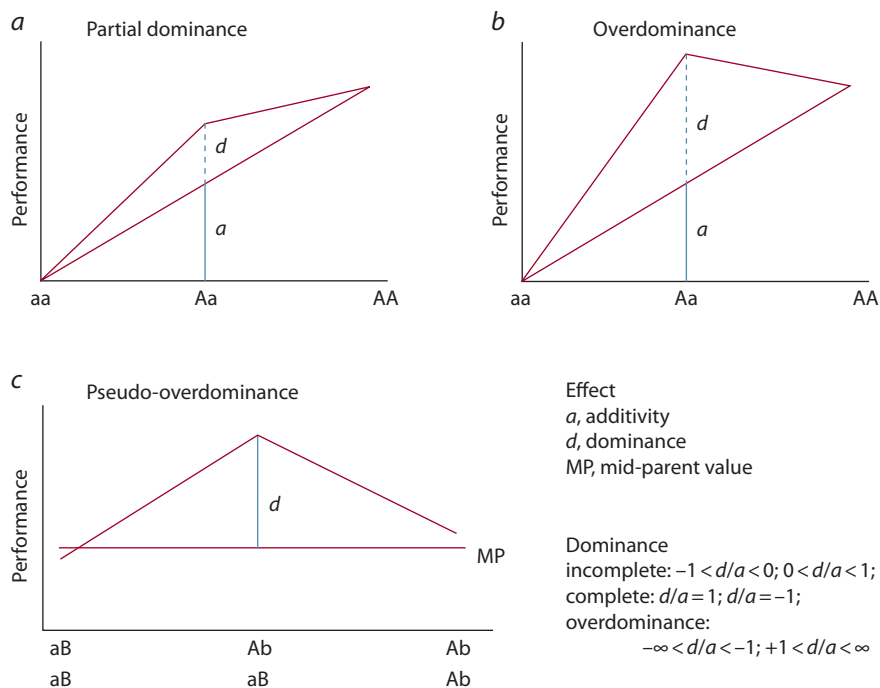 a Partial dominance
Performance
d
a
aa Aa AA
b Overdominance
Performance
d
a
aa Aa AA
c Pseudo-overdominance
Performance
d
MP
aB Ab Ab
aB aB Ab
Effect
a, additivity
d, dominance
MP, mid-parent value
Dominance
incomplete: –1 < d/a < 0; 0 < d/a < 1;
complete: d/a = 1; d/a = –1;
overdominance:
–∞ < d/a < –1; +1 < d/a < ∞